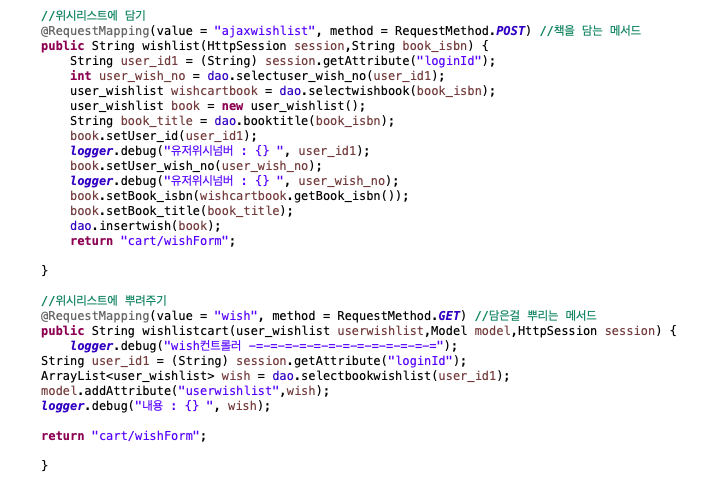 //위시리스트에 담기
@RequestMapping(value = "ajaxwishlist", method = RequestMethod.POST) //책을 담는 메서드
public String wishlist(HttpSession session,String book_isbn) {
String user_id1 = (String) session.getAttribute("loginId");
int user_wish_no = dao.selectuser_wish_no(user_id1);
user_wishlist wishcartbook = dao.selectwishbook(book_isbn);
user_wishlist book = new user_wishlist();
String book_title = dao.booktitle(book_isbn);
book.setUser_id(user_id1);
logger.debug("유저위시넘버 : {} ", user_id1);
book.setUser_wish_no(user_wish_no);
logger.debug("유저위시넘버 : {} ", user_wish_no);
book.setBook_isbn(wishcartbook.getBook_isbn());
book.setBook_title(book_title);
dao.insertwish(book);
return "cart/wishForm";
}
//위시리스트에 뿌려주기
@RequestMapping(value = "wish", method = RequestMethod.GET) //담은걸 뿌리는 메서드
public String wishlistcart(user_wishlist userwishlist,Model model,HttpSession session) {
logger.debug("wish컨트롤러 -=-=-=-=-=-=-=-=-=-=-=-=-=");
String user_id1 = (String) session.getAttribute("loginId");
ArrayList<user_wishlist> wish = dao.selectbookwishlist(user_id1);
model.addAttribute("userwishlist",wish);
logger.debug("내용 : {} ", wish);
return "cart/wishForm";
}